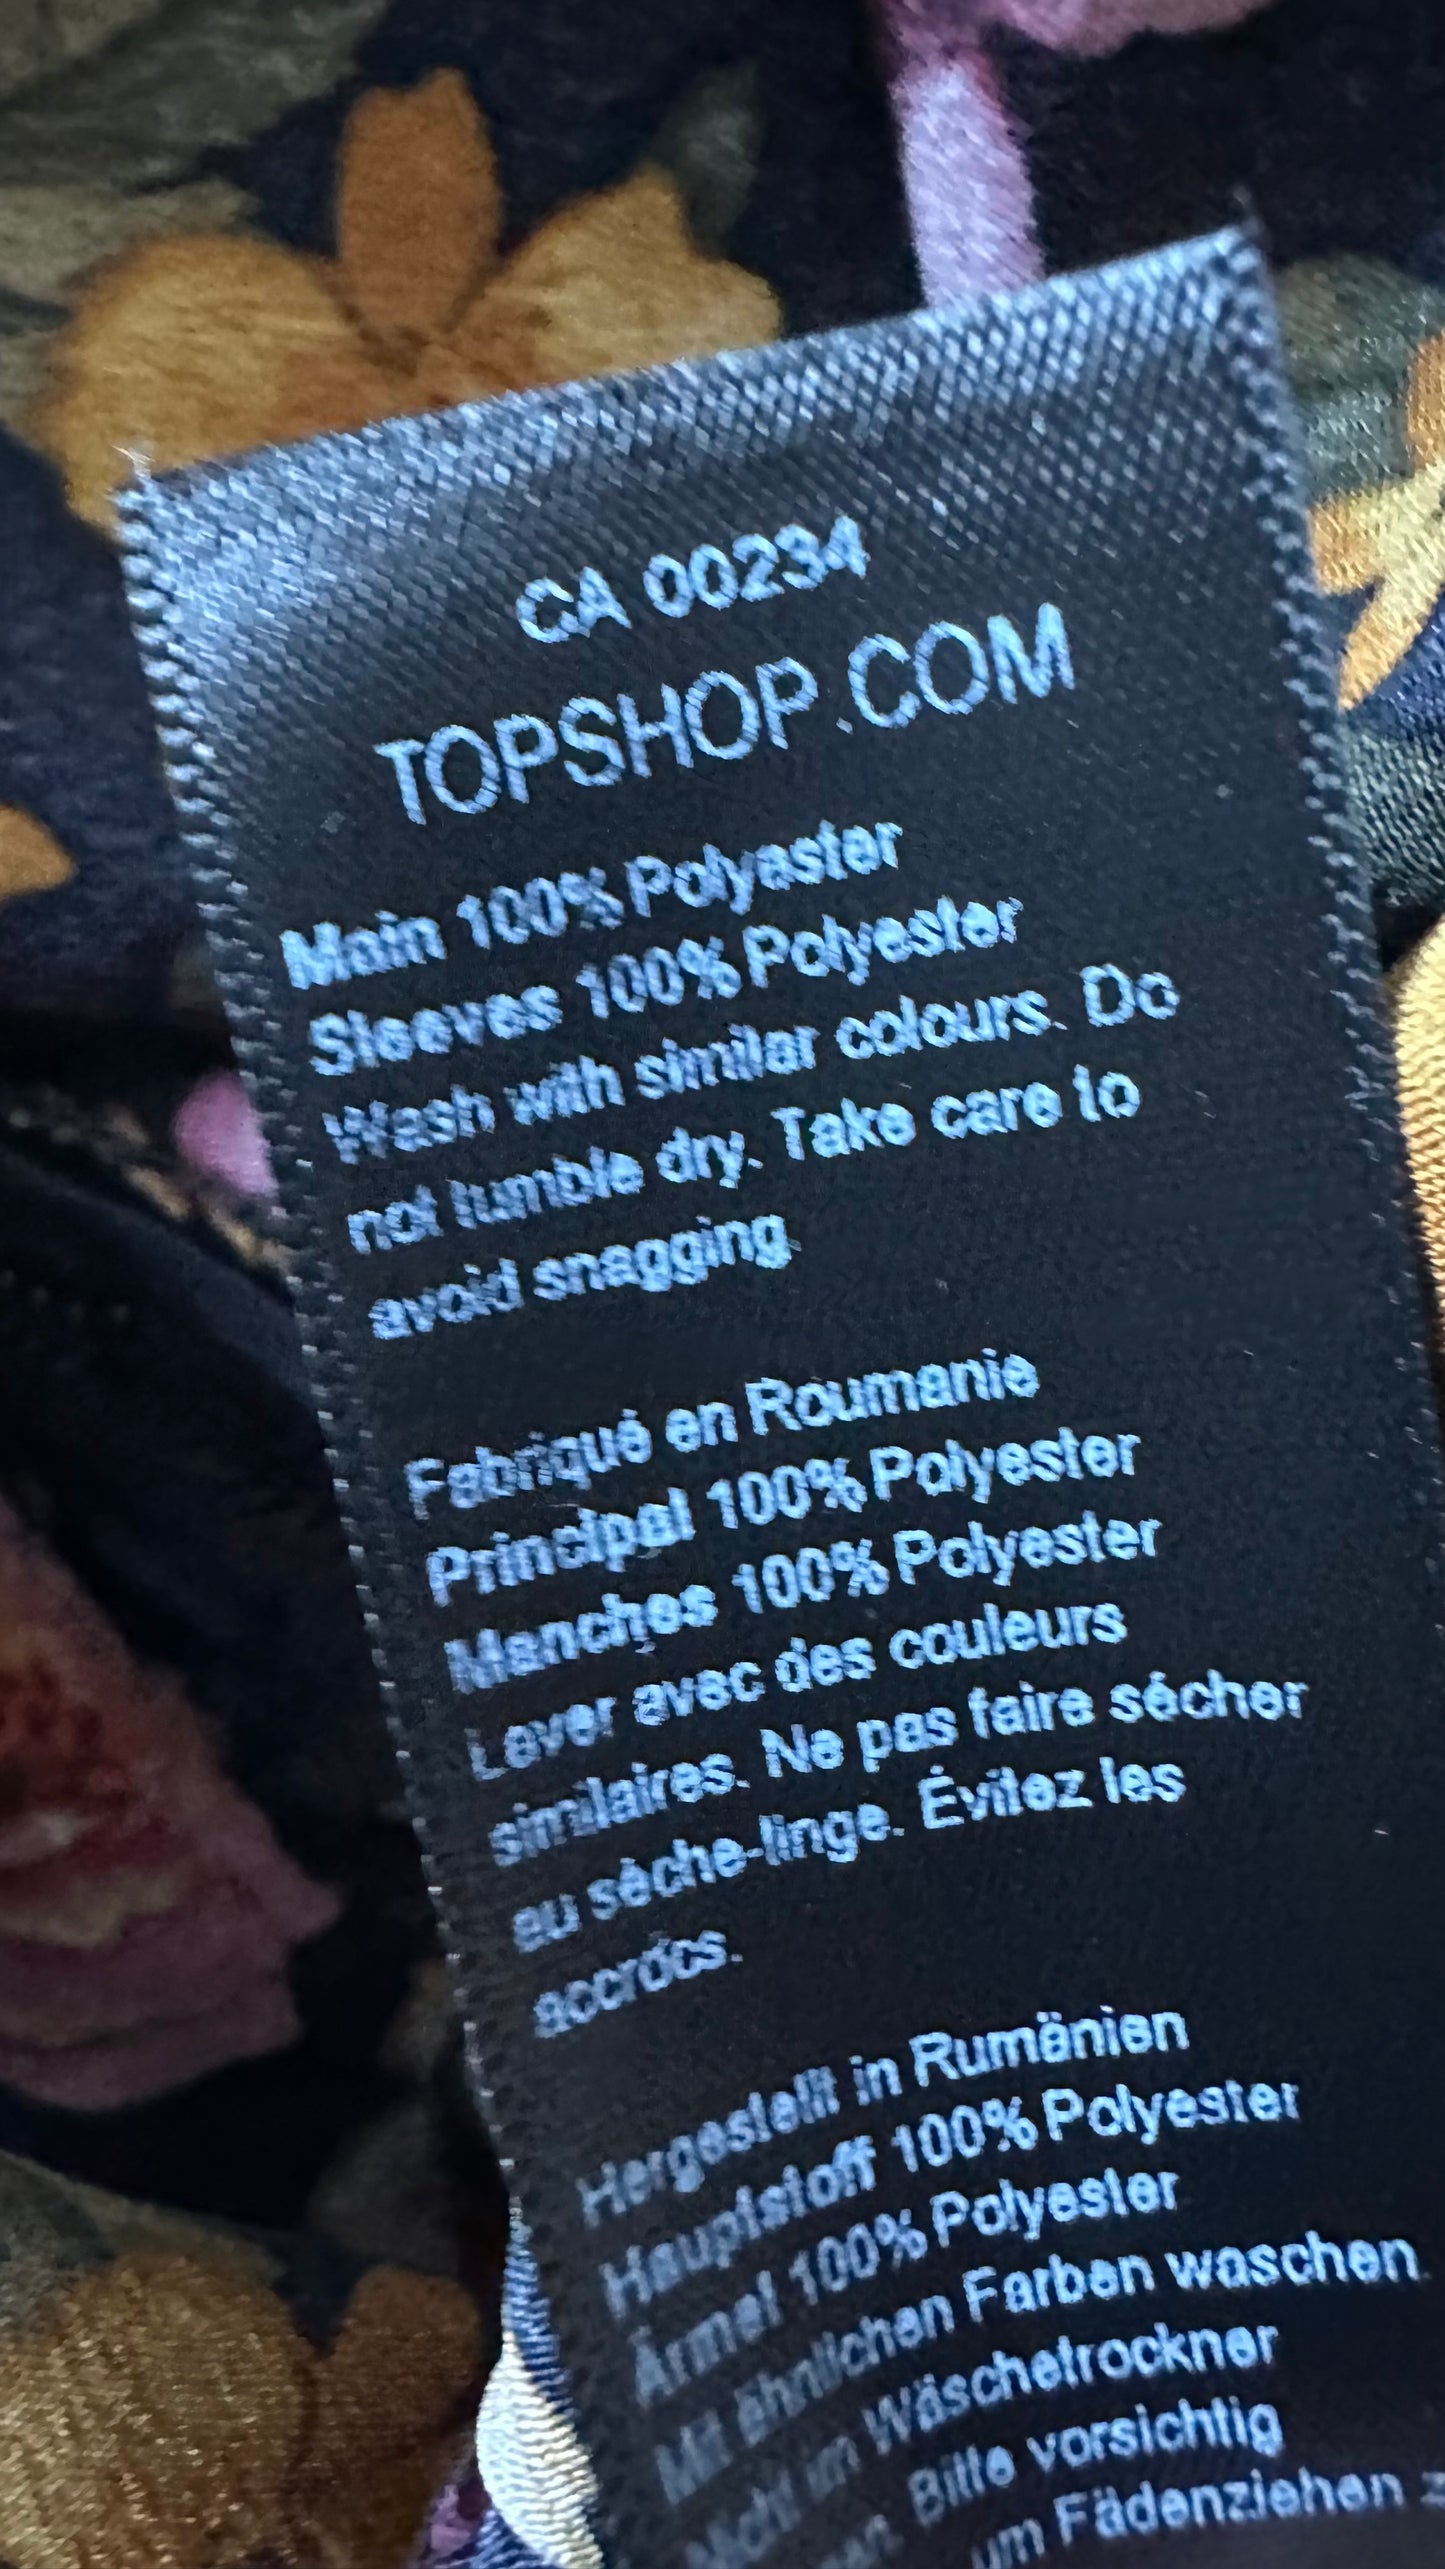 CA 00234
TOPSHOP.COM
Main 100% Polyester
Sleeves 100% Polyester
Wash with similar colours. Do
not tumble dry. Take care to
avoid snagging
Fabriqué en Roumanie
Principal 100% Polyester
Manches 100% Polyester
Laver avec des couleurs
similaires. Ne pas faire sécher
au sèche-linge. Évitez les
accrocs.
Hergestellt in Rumänien
Hauptstoff 100% Polyester
Ärmel 100% Polyester
Mit ähnlichen Farben waschen.
Nicht im Wäschetrockner
Bitte vorsichtig
um Fädenziehen